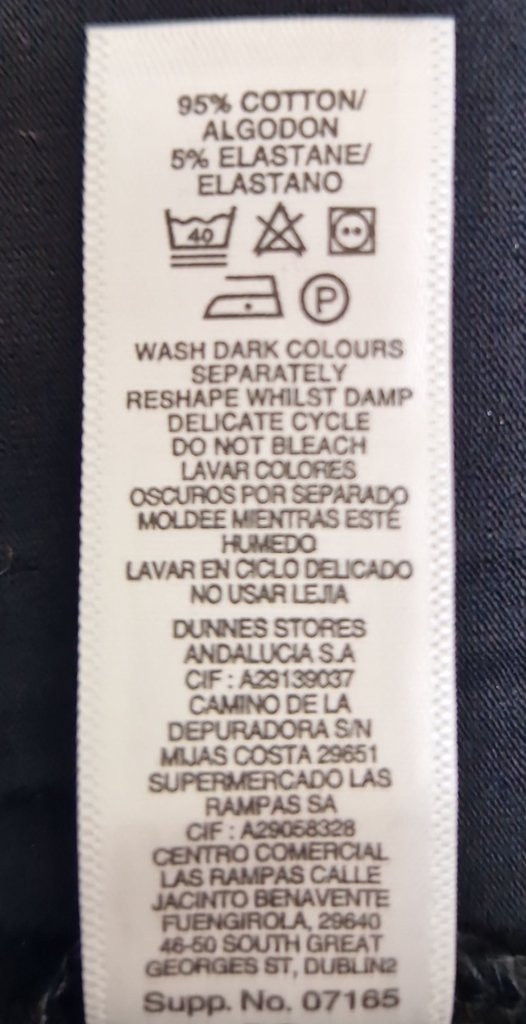 95% COTTON/
ALGODON
5% ELASTANE/
ELASTANO
40
P
WASH DARK COLOURS
SEPARATELY
RESHAPE WHILST DAMP
DELICATE CYCLE
DO NOT BLEACH
LAVAR COLORES
OSCUROS POR SEPARADO
MOLDEE MIENTRAS ESTÉ
HUMEDO
LAVAR EN CICLO DELICADO
NO USAR LEJIA
DUNNES STORES
ANDALUCIA S.A
CIF : A29139037
CAMINO DE LA
DEPURADORA S/N
MIJAS COSTA 29651
SUPERMERCADO LAS
RAMPAS SA
CIF : A29058328
CENTRO COMERCIAL
LAS RAMPAS CALLE
JACINTO BENAVENTE
FUENGIROLA, 29640
46-50 SOUTH GREAT
GEORGES ST, DUBLIN2
Supp. No. 07165